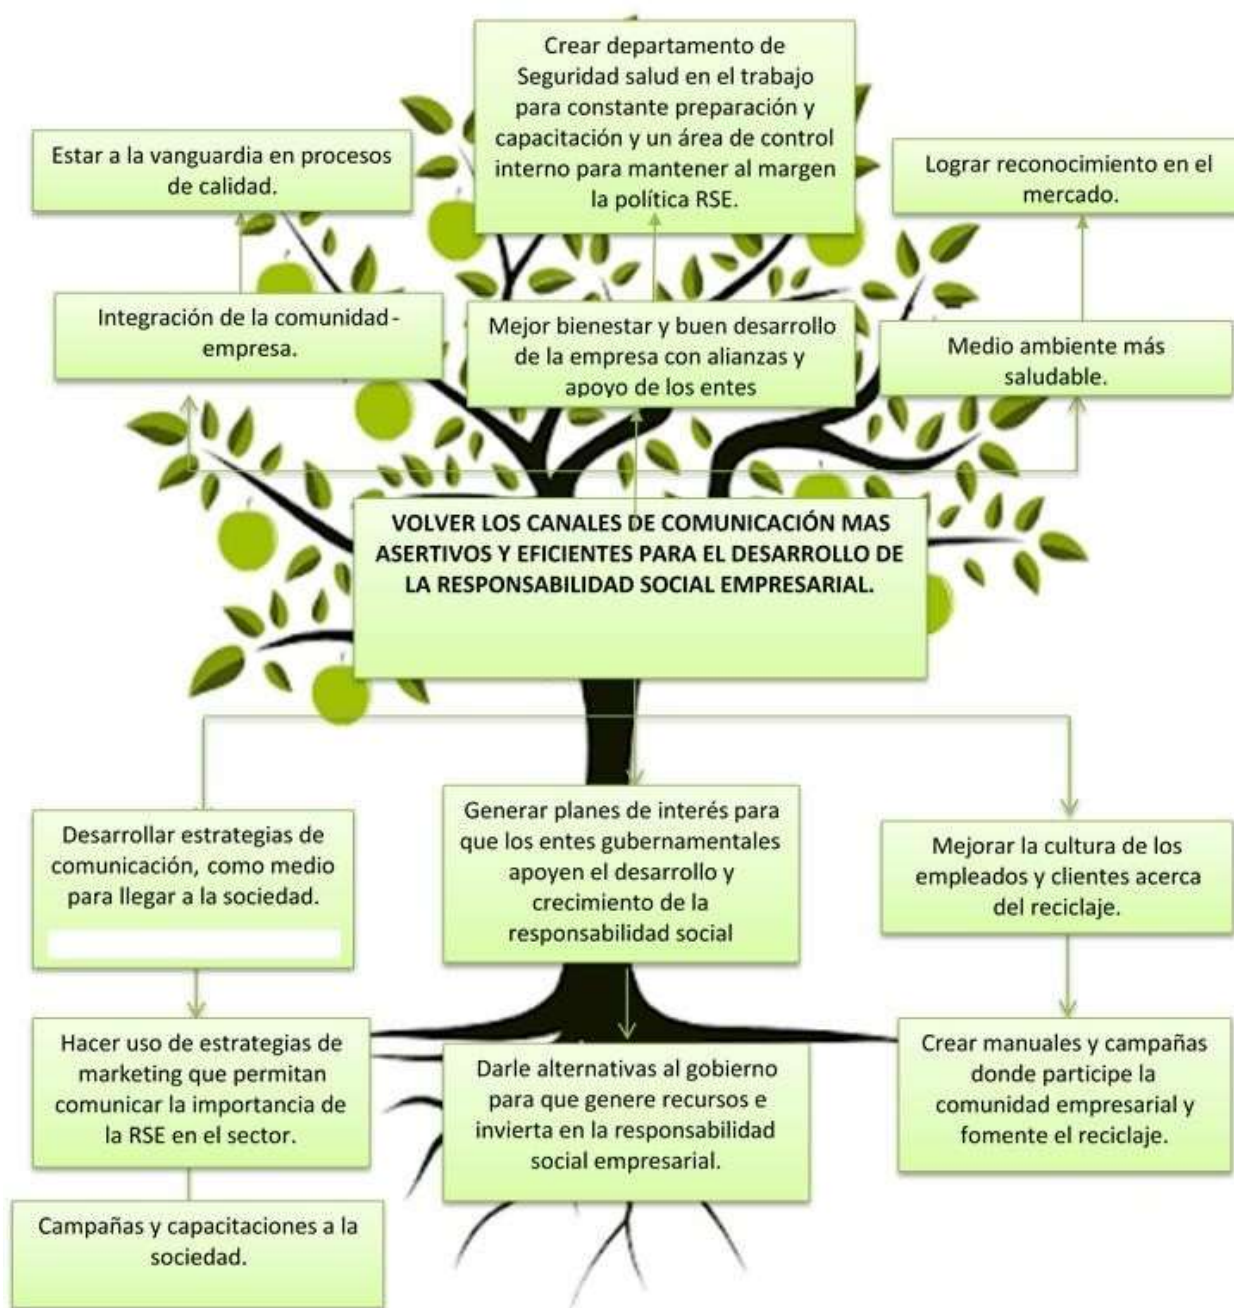 Crear departamento de
Seguridad salud en el trabajo
para constante preparación y
capacitación y un área de control
interno para mantener al margen
la política RSE.
Estar a la vanguardia en procesos
de calidad.
Lograr reconocimiento en el
mercado.
Integración de la comunidad-
empresa.
Mejor bienestar y buen desarrollo
de la empresa con alianzas y
apoyo de los entes
Medio ambiente más
saludable.
VOLVER LOS CANALES DE COMUNICACIÓN MAS
ASERTIVOS Y EFICIENTES PARA EL DESARROLLO DE
LA RESPONSABILIDAD SOCIAL EMPRESARIAL.
Desarrollar estrategias de
comunicación, como medio
para llegar a la sociedad.
Generar planes de interés para
que los entes gubernamentales
apoyen el desarrollo y
crecimiento de la
responsabilidad social
Mejorar la cultura de los
empleados y clientes acerca
del reciclaje.
Hacer uso de estrategias de
marketing que permitan
comunicar la importancia de
la RSE en el sector.
Darle alternativas al gobierno
para que genere recursos e
invierta en la responsabilidad
social empresarial.
Crear manuales y campañas
donde participe la
comunidad empresarial y
fomente el reciclaje.
Campañas y capacitaciones a la
sociedad.